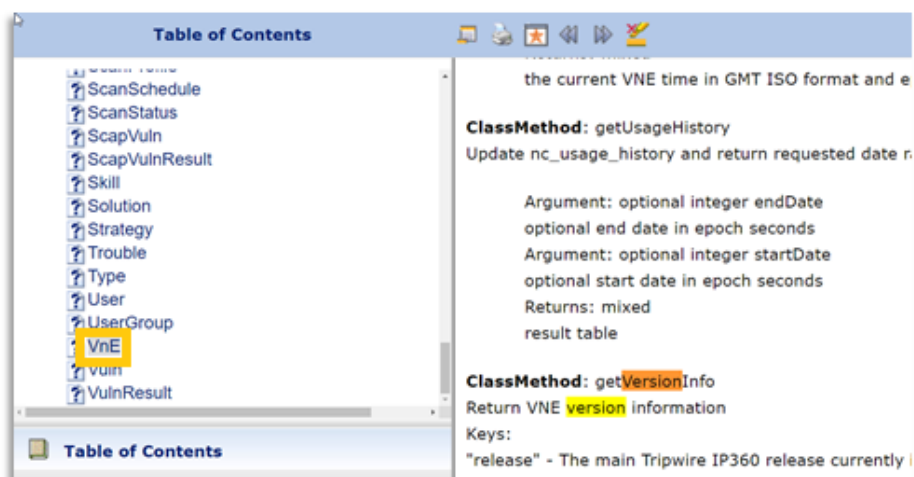 Table of Contents
ScanSchedule
ScanStatus
ScapVuln
ScapVulnResult
Skill
Solution
Strategy
Trouble
Type
User
UserGroup
VnE
Vuln
VulnResult
Table of Contents
the current VNE time in GMT ISO format and e
ClassMethod: getUsageHistory
Update nc_usage_history and return requested date r
Argument: optional integer endDate
optional end date in epoch seconds
Argument: optional integer startDate
optional start date in epoch seconds
Returns: mixed
result table
ClassMethod: getVersionInfo
Return VNE version information
Keys:
"release" - The main Tripwire IP360 release currently